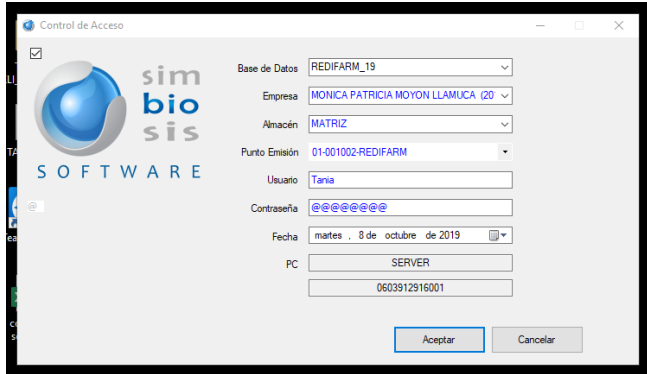 Control de Acceso
sim
bio
sis
SOFTWARE
@
Base de Datos REDIFARM_19
Empresa MONICA PATRICIA MOYON LLAMUCA (20
Almacén MATRIZ
Punto Emisión 01-001002-REDIFARM
Usuario Tania
Contraseña @@@@@@@@
Fecha martes , 8 de octubre de 2019
PC SERVER
0603912916001
Aceptar Cancelar